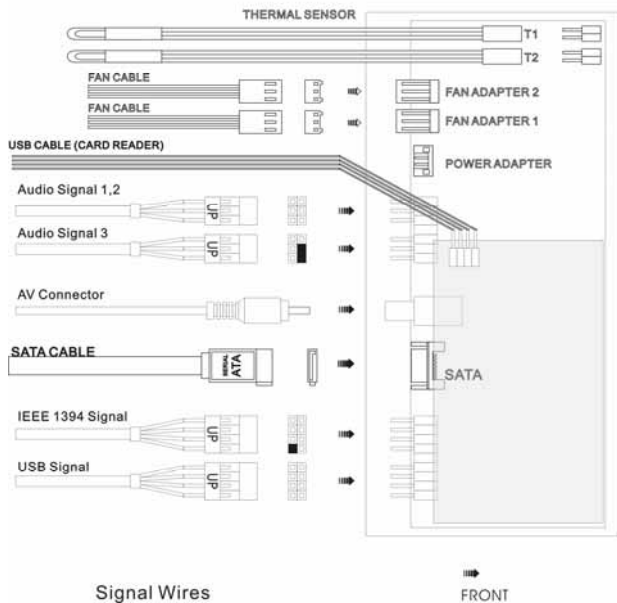 THERMAL SENSOR
T1
T2
FAN CABLE
FAN ADAPTER 2
FAN CABLE
FAN ADAPTER 1
USB CABLE (CARD READER)
POWER ADAPTER
Audio Signal 1,2
UP
Audio Signal 3
UP
AV Connector
SATA CABLE
SERIAL
ATA
SATA
IEEE 1394 Signal
UP
USB Signal
UP
Signal Wires
FRONT